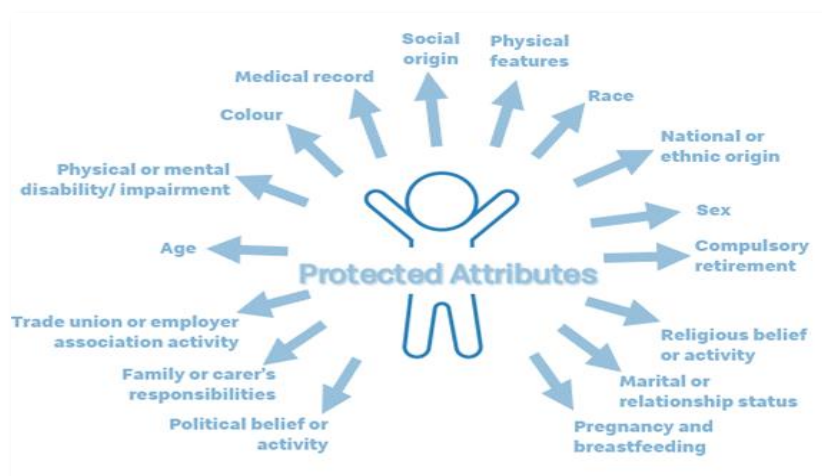 Social
origin
Physical
features
Medical record
Race
Colour
National or
ethnic origin
Physical or mental
disability/ impairment
Sex
Age
Compulsory
retirement
Protected Attributes
Trade union or employer
association activity
Religious belief
or activity
Family or carer's
responsibilities
Marital or
relationship status
Political belief or
activity
Pregnancy and
breastfeeding